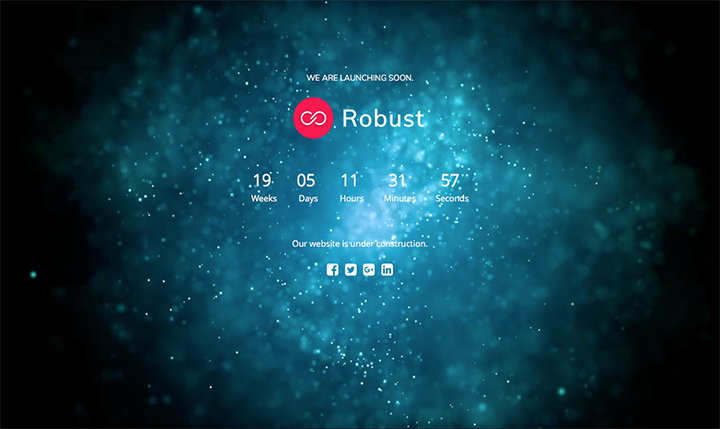 WE ARE LAUNCHING SOON.
Robust
19 05 11 31 57
Weeks Days Hours Minutes Seconds
Our website is under construction.